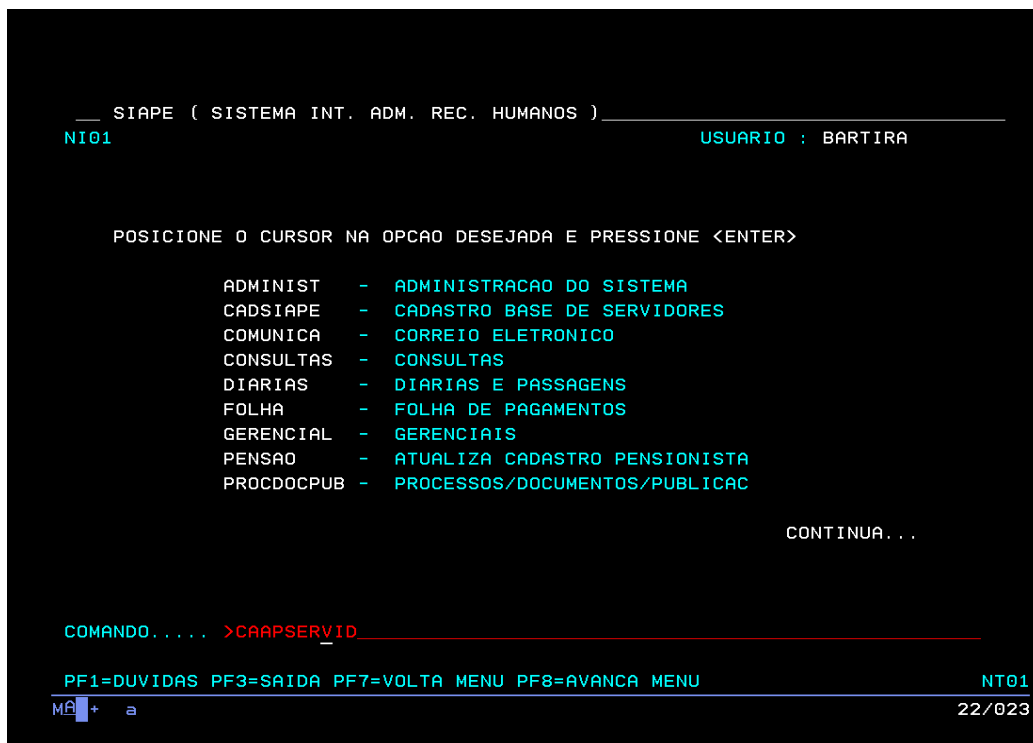 __ SIAPE ( SISTEMA INT. ADM. REC. HUMANOS )_________________________________
NI01 USUARIO : BARTIRA
POSICIONE O CURSOR NA OPCAO DESEJADA E PRESSIONE <ENTER>
ADMINIST - ADMINISTRACAO DO SISTEMA
CADSIAPE - CADASTRO BASE DE SERVIDORES
COMUNICA - CORREIO ELETRONICO
CONSULTAS - CONSULTAS
DIARIAS - DIARIAS E PASSAGENS
FOLHA - FOLHA DE PAGAMENTOS
GERENCIAL - GERENCIAIS
PENSAO - ATUALIZA CADASTRO PENSIONISTA
PROCDOCPUB - PROCESSOS/DOCUMENTOS/PUBLICAC
CONTINUA...
COMANDO..... >CAAPSERVID___________________________________________________
PF1=DUVIDAS PF3=SAIDA PF7=VOLTA MENU PF8=AVANCA MENU NT01
MA + a 22/023